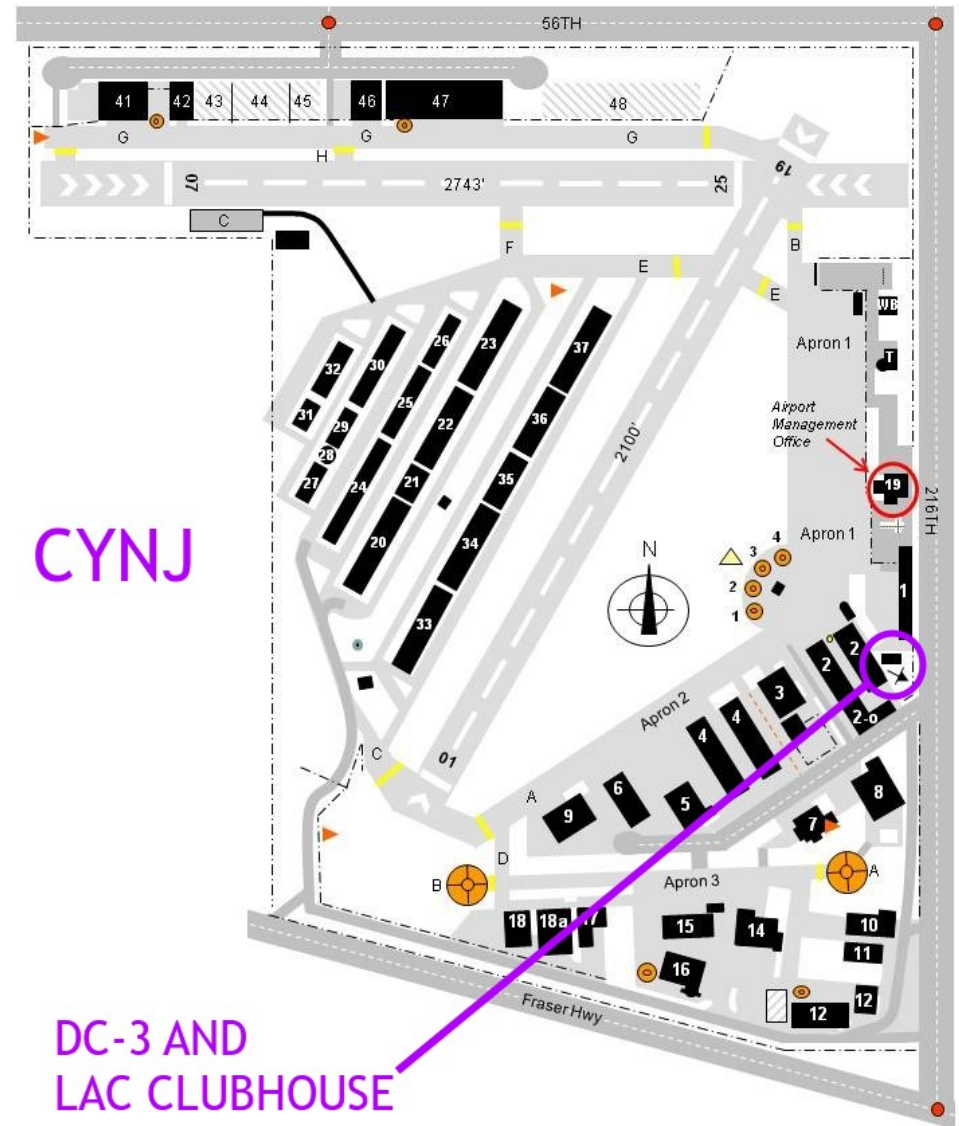 56TH
41
42
43
44
45
46
47
48
G
G
G
H
07
2743'
25
19
C
F
B
E
E
WB
Apron 1
T
26
23
37
30
32
25
36
31
29
22
28
27
24
21
35
20
34
33
2100'
Airport
Management
Office
19
216TH
CYNJ
N
Apron 1
4
3
2
1
1
2
2
2-o
3
4
4
Apron 2
C
01
A
6
9
5
8
7
D
B
A
Apron 3
18
18a
17
15
14
10
11
16
12
12
Fraser Hwy
DC-3 AND
LAC CLUBHOUSE